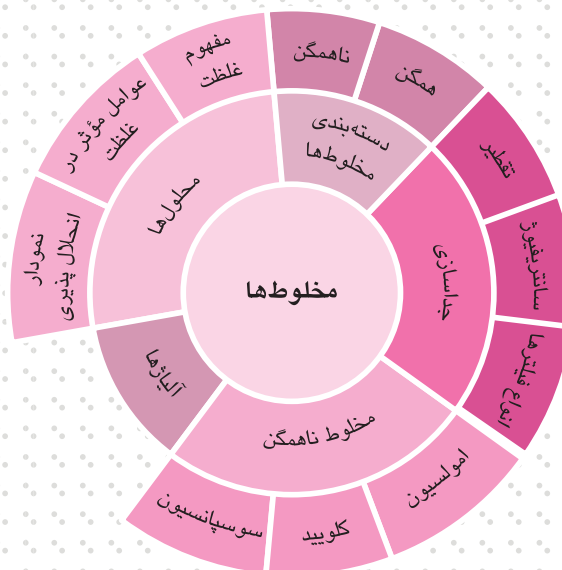 مخلوط‌ها
دسته‌بندی
مخلوط‌ها
ناهمگن
همگن
جداسازی
تقطیر
سانتریفیوژ
انواع فیلترها
مخلوط ناهمگن
امولسیون
کلویید
سوسپانسیون
آلیاژها
محلول‌ها
نمودار
انحلال پذیری
عوامل مؤثر در
غلظت
مفهوم
غلظت